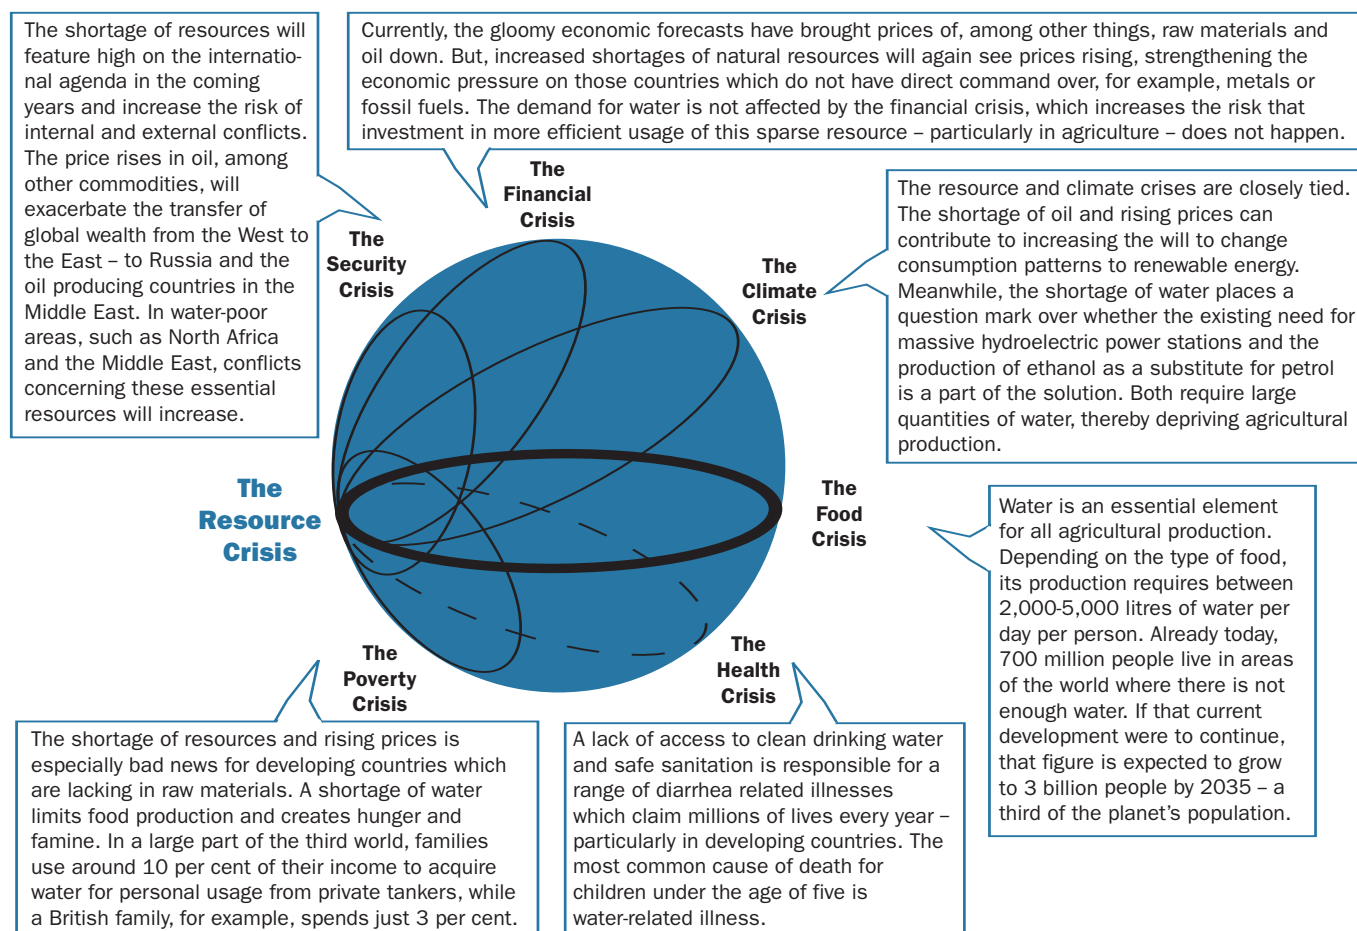 The shortage of resources will
feature high on the internatio-
nal agenda in the coming
years and increase the risk of
internal and external conflicts.
The price rises in oil, among
other commodities, will
exacerbate the transfer of
global wealth from the West to
the East – to Russia and the
oil producing countries in the
Middle East. In water-poor
areas, such as North Africa
and the Middle East, conflicts
concerning these essential
resources will increase.
Currently, the gloomy economic forecasts have brought prices of, among other things, raw materials and
oil down. But, increased shortages of natural resources will again see prices rising, strengthening the
economic pressure on those countries which do not have direct command over, for example, metals or
fossil fuels. The demand for water is not affected by the financial crisis, which increases the risk that
investment in more efficient usage of this sparse resource – particularly in agriculture – does not happen.
The
Financial
Crisis
The
Security
Crisis
The
Climate
Crisis
The resource and climate crises are closely tied.
The shortage of oil and rising prices can
contribute to increasing the will to change
consumption patterns to renewable energy.
Meanwhile, the shortage of water places a
question mark over whether the existing need for
massive hydroelectric power stations and the
production of ethanol as a substitute for petrol
is a part of the solution. Both require large
quantities of water, thereby depriving agricultural
production.
The
Resource
Crisis
The
Food
Crisis
Water is an essential element
for all agricultural production.
Depending on the type of food,
its production requires between
2,000-5,000 litres of water per
day per person. Already today,
700 million people live in areas
of the world where there is not
enough water. If that current
development were to continue,
that figure is expected to grow
to 3 billion people by 2035 – a
third of the planet's population.
The
Poverty
Crisis
The
Health
Crisis
The shortage of resources and rising prices is
especially bad news for developing countries which
are lacking in raw materials. A shortage of water
limits food production and creates hunger and
famine. In a large part of the third world, families
use around 10 per cent of their income to acquire
water for personal usage from private tankers, while
a British family, for example, spends just 3 per cent.
A lack of access to clean drinking water
and safe sanitation is responsible for a
range of diarrhea related illnesses
which claim millions of lives every year –
particularly in developing countries. The
most common cause of death for
children under the age of five is
water-related illness.